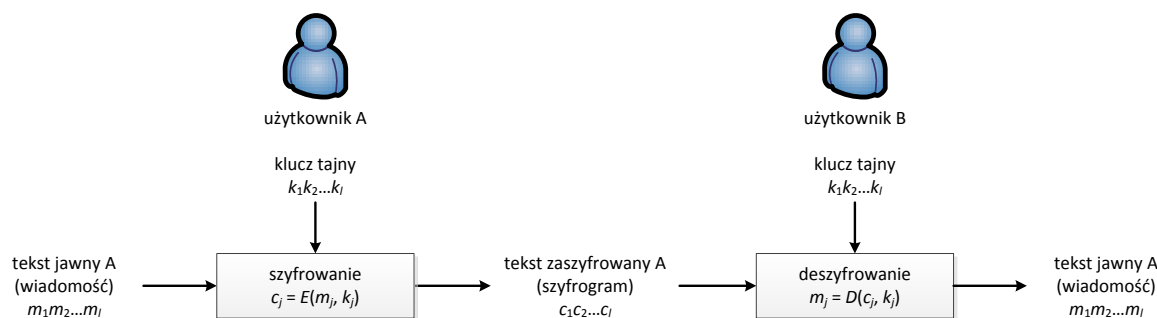 użytkownik A
użytkownik B
klucz tajny
k₁k₂...kₗ
klucz tajny
k₁k₂...kₗ
tekst jawny A
(wiadomość)
m₁m₂...mₗ
szyfrowanie
cⱼ = E(mⱼ, kⱼ)
tekst zaszyfrowany A
(szyfrogram)
c₁c₂...cₗ
deszyfrowanie
mⱼ = D(cⱼ, kⱼ)
tekst jawny A
(wiadomość)
m₁m₂...mₗ